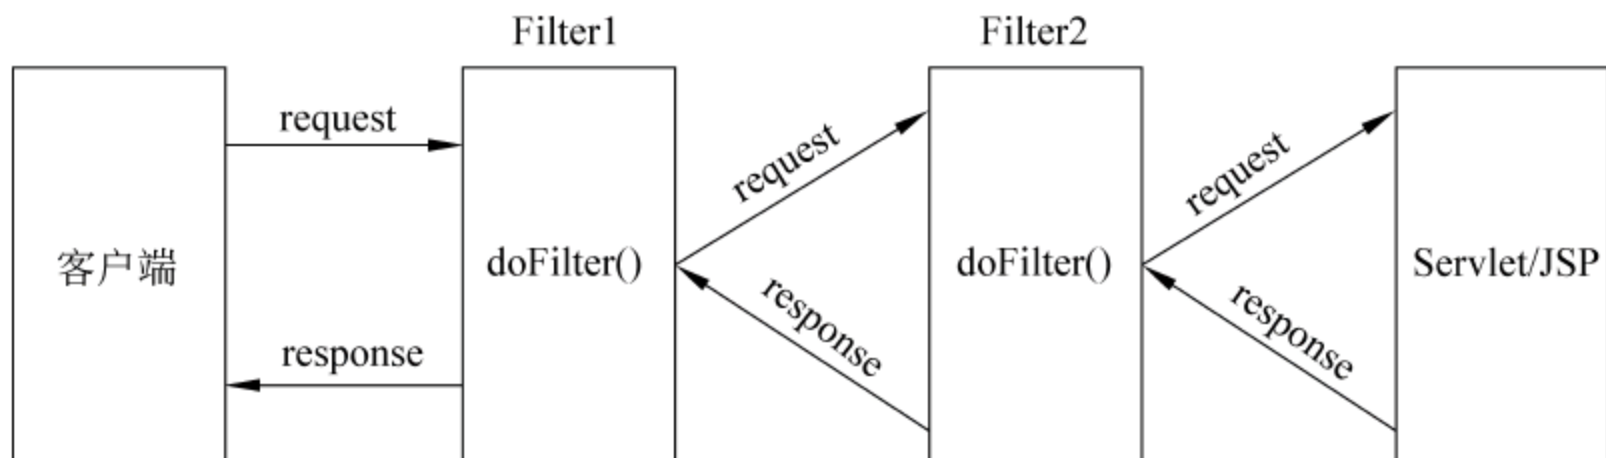 Filter1
Filter2
request
request
request
客户端
doFilter()
doFilter()
Servlet/JSP
response
response
response